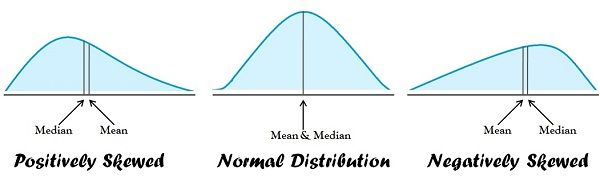 Median Mean
Positively Skewed
Mean & Median
Normal Distribution
Mean Median
Negatively Skewed